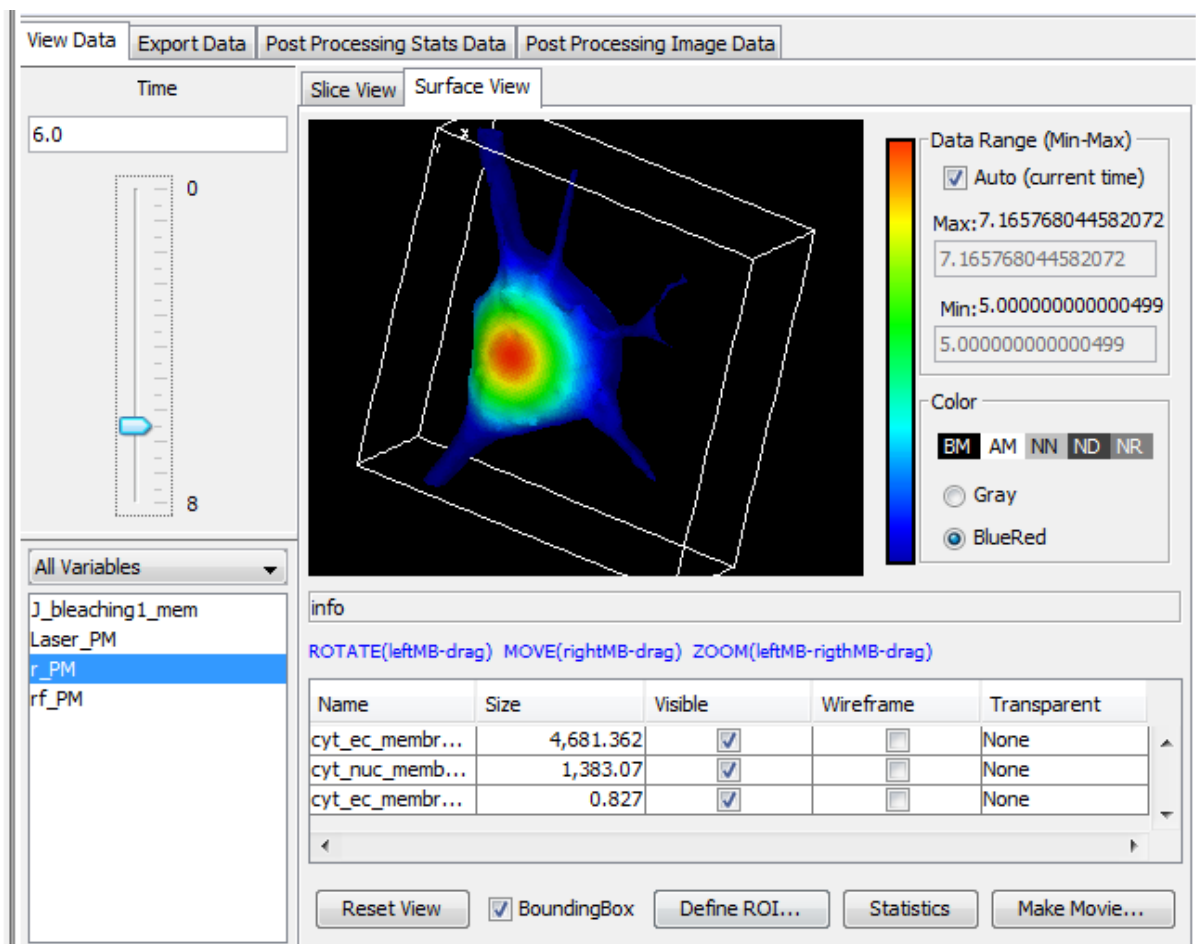 View Data Export Data Post Processing Stats Data Post Processing Image Data
Time
6.0
0
8
All Variables
J_bleaching1_mem
Laser_PM
r_PM
rf_PM
Slice View Surface View
X
Y
Data Range (Min-Max)
Auto (current time)
Max:7.165768044582072
7.165768044582072
Min:5.000000000000499
5.000000000000499
Color
BM AM NN ND NR
Gray
BlueRed
info
ROTATE(leftMB-drag) MOVE(rightMB-drag) ZOOM(leftMB-rigthMB-drag)
Name Size Visible Wireframe Transparent
cyt_ec_membr... 4,681.362 None
cyt_nuc_memb... 1,383.07 None
cyt_ec_membr... 0.827 None
Reset View BoundingBox Define ROI... Statistics Make Movie...